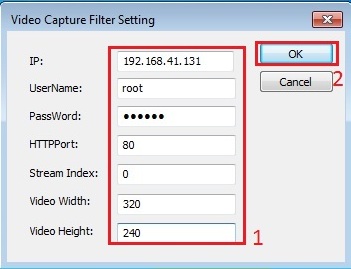 Video Capture Filter Setting
IP: 192.168.41.131
OK
UserName: root
Cancel
2
PassWord: ●●●●●●
HTTPPort: 80
Stream Index: 0
Video Width: 320
Video Height: 240
1